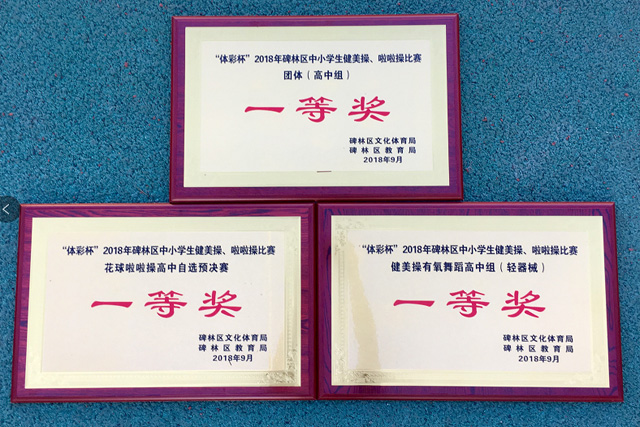 “体彩杯”2018年碑林区中小学生健美操、啦啦操比赛
团体（高中组）
一等奖
碑林区文化体育局
碑林区教育局
2018年9月
“体彩杯”2018年碑林区中小学生健美操、啦啦操比赛
花球啦啦操高中自选预决赛
一等奖
碑林区文化体育局
碑林区教育局
2018年9月
“体彩杯”2018年碑林区中小学生健美操、啦啦操比赛
健美操有氧舞蹈高中组（轻器械）
一等奖
碑林区文化体育局
碑林区教育局
2018年9月